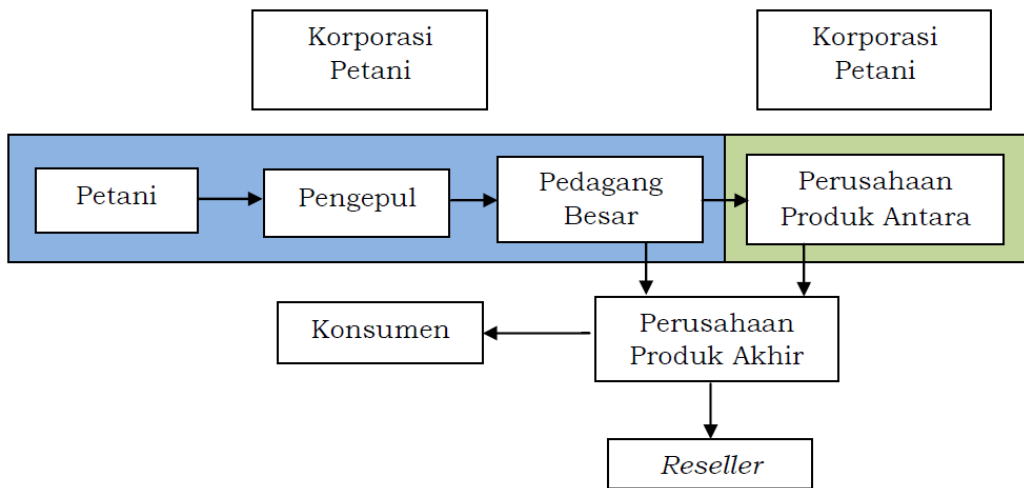 Korporasi
Petani
Korporasi
Petani
Petani
Pengepul
Pedagang
Besar
Perusahaan
Produk Antara
Konsumen
Perusahaan
Produk Akhir
Reseller